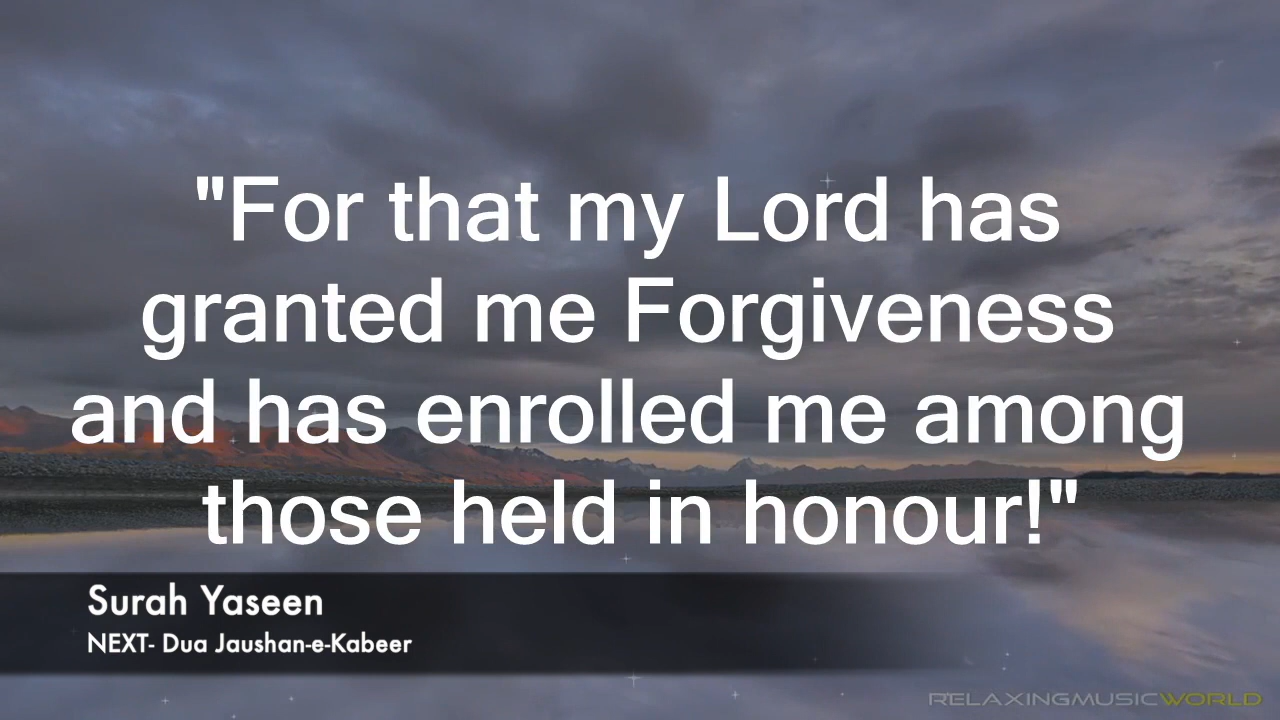 "For that my Lord has
granted me Forgiveness
and has enrolled me among
those held in honour!"
Surah Yaseen
NEXT- Dua Jaushan-e-Kabeer
RELAXINGMUSICWORLD